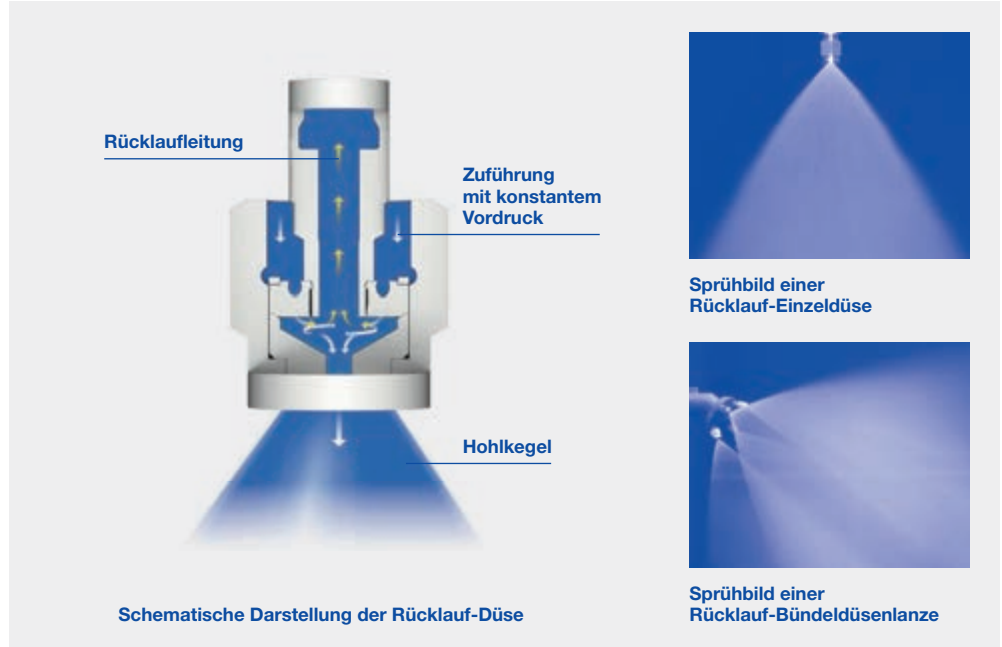 Rücklaufleitung
Zuführung
mit konstantem
Vordruck
Hohlkegel
Schematische Darstellung der Rücklauf-Düse
Sprühbild einer
Rücklauf-Einzeldüse
Sprühbild einer
Rücklauf-Bündeldüsenlanze